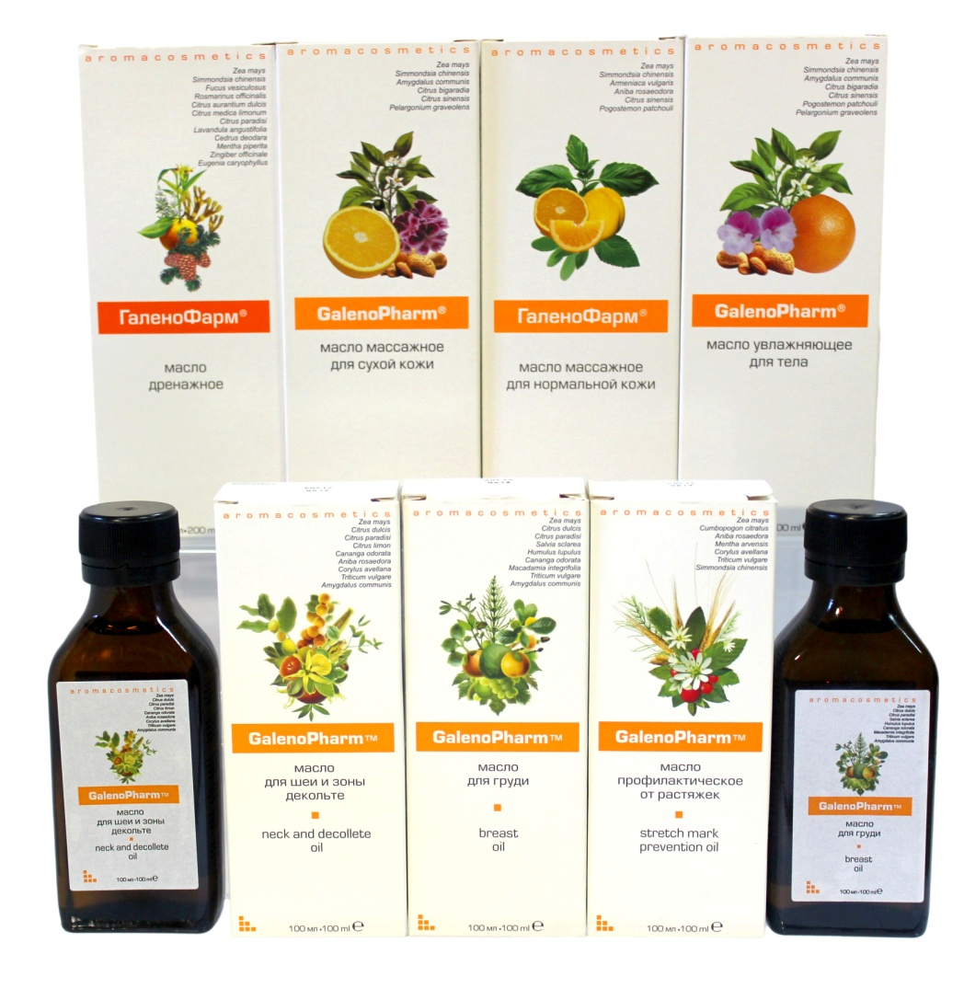 aromacosmetics
Zea mays
Simmondsia chinensis
Fucus vesiculosus
Rosmarinus officinalis
Citrus aurantium dulcis
Citrus medica limonum
Citrus paradisi
Lavandula angustifolia
Cedrus deodara
Mentha piperita
Zingiber officinale
Eugenia caryophyllus
ГаленоФарм®
масло
дренажное
200 m
aromacosmetics
Zea mays
Simmondsia chinensis
Amygdalus communis
Citrus bigaradia
Citrus sinensis
Pelargonium graveolens
GalenoPharm®
масло массажное
для сухой кожи
aromacosmetics
Zea mays
Simmondsia chinensis
Armeniaca vulgaris
Aniba rosaeodora
Citrus sinensis
Pogostemon patchouli
ГаленоФарм®
масло массажное
для нормальной кожи
aromacosmetics
Zea mays
Simmondsia chinensis
Amygdalus communis
Citrus bigaradia
Citrus sinensis
Pogostemon patchouli
Pelargonium graveolens
GalenoPharm®
масло увлажняющее
для тела
00 ml
aromacosmetics
Zea mays
Citrus dulcis
Citrus paradisi
Citrus limon
Cananga odorata
Aniba rosaedora
Corylus avellana
Triticum vulgare
Amygdalus communis
GalenoPharm™
масло
для шеи и зоны
декольте
neck and decollete
oil
100 мл•100 ml ℮
aromacosmetics
Zea mays
Citrus dulcis
Citrus paradisi
Citrus limon
Cananga odorata
Aniba rosaedora
Corylus avellana
Triticum vulgare
Amygdalus communis
GalenoPharm™
масло
для шеи и зоны
декольте
neck and decollete
oil
100 мл•100 ml ℮
aromacosmetics
Zea mays
Citrus dulcis
Citrus paradisi
Salvia sclarea
Humulus lupulus
Cananga odorata
Macadamia integrifolia
Triticum vulgare
Amygdalus communis
GalenoPharm™
масло
для груди
breast
oil
100 мл•100 ml ℮
aromacosmetics
Zea mays
Cumbopogon citratus
Aniba rosaedora
Mentha arvensis
Corylus avellana
Triticum vulgare
Simmondsia chinensis
GalenoPharm™
масло
профилактическое
от растяжек
stretch mark
prevention oil
100 мл•100 ml ℮
aromacosmetics
Zea mays
Citrus dulcis
Citrus paradisi
Salvia sclarea
Humulus lupulus
Cananga odorata
Macadamia integrifolia
Triticum vulgare
Amygdalus communis
GalenoPharm™
масло
для груди
breast
oil
100 мл•100 ml ℮